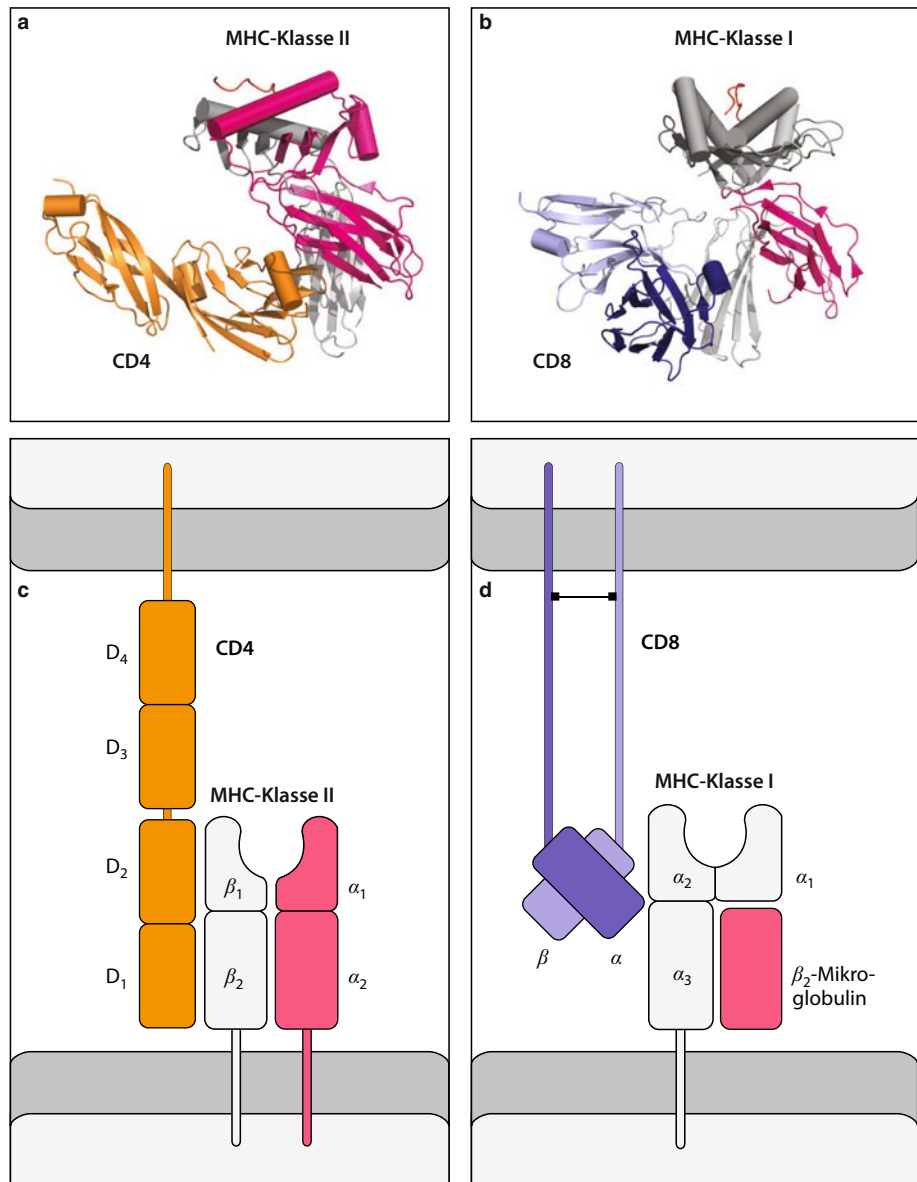 a
MHC-Klasse II
CD4
b
MHC-Klasse I
CD8
c
CD4
D4
D3
MHC-Klasse II
D2
β1
α1
D1
β2
α2
d
CD8
MHC-Klasse I
α2
α1
β
α
α3
β2-Mikro-
globulin